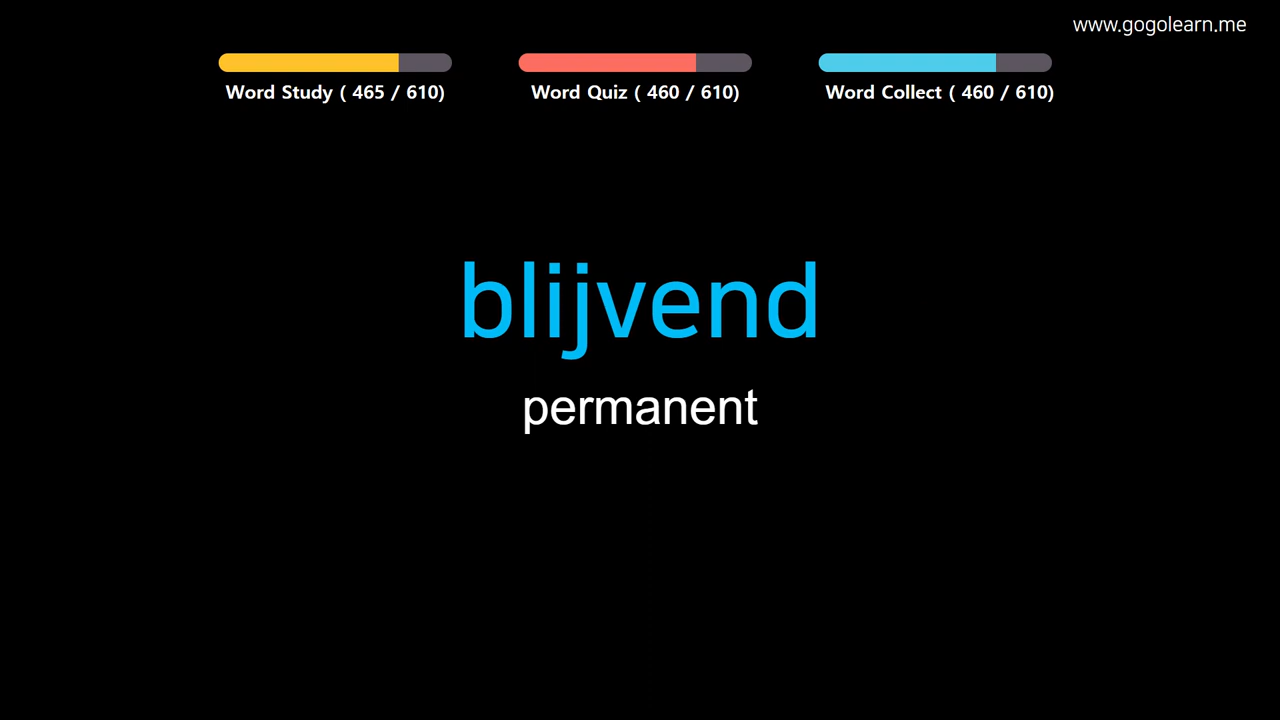 www.gogolearn.me
Word Study ( 465 / 610)
Word Quiz ( 460 / 610)
Word Collect ( 460 / 610)
blijvend
permanent